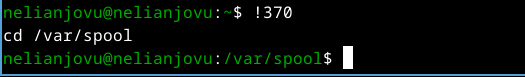 nelianjovu@nelianjovu:~$ !370
cd /var/spool
nelianjovu@nelianjovu:/var/spool$